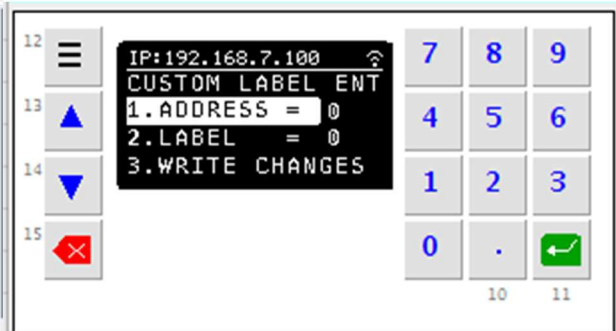 12
IP:192.168.7.100
CUSTOM LABEL ENT
1.ADDRESS = 0
2.LABEL = 0
3.WRITE CHANGES
13
14
15
7 8 9
4 5 6
1 2 3
0 .
10 11